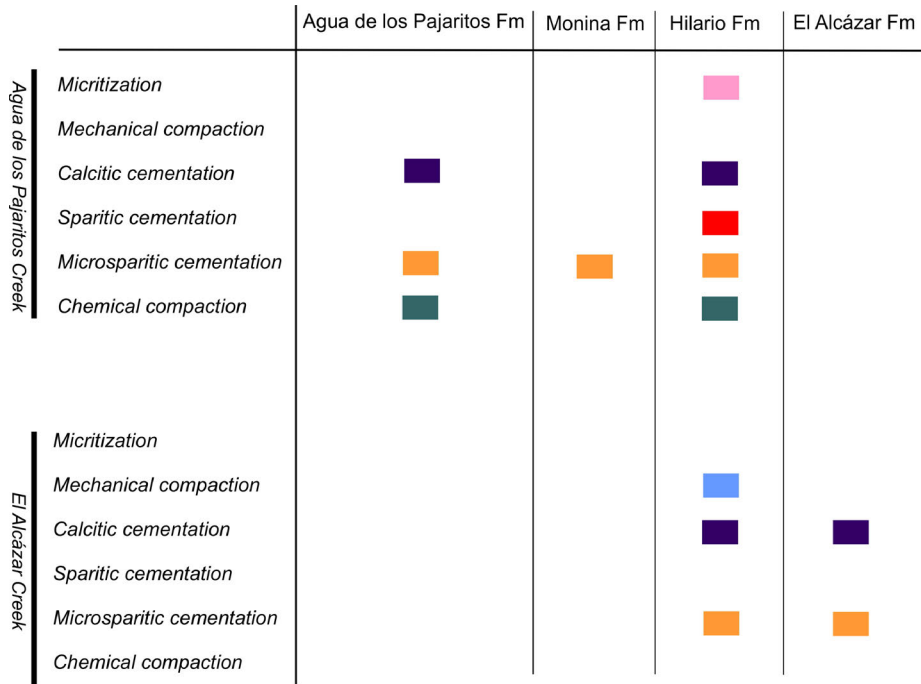 Agua de los Pajaritos Fm Monina Fm Hilario Fm El Alcázar Fm
Agua de los Pajaritos Creek
Micritization
Mechanical compaction
Calcitic cementation
Sparitic cementation
Microsparitic cementation
Chemical compaction
El Alcázar Creek
Micritization
Mechanical compaction
Calcitic cementation
Sparitic cementation
Microsparitic cementation
Chemical compaction